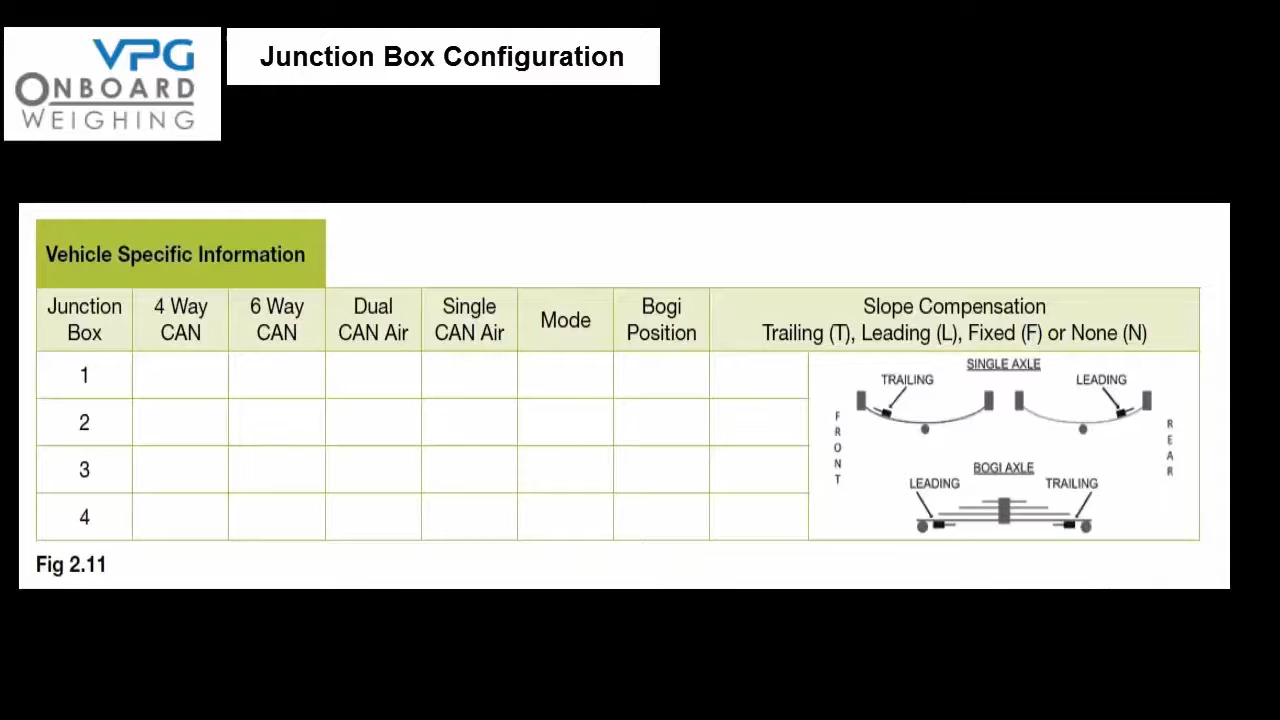 VPG
ONBOARD
WEIGHING
Junction Box Configuration
Vehicle Specific Information
Junction Box
4 Way CAN
6 Way CAN
Dual CAN Air
Single CAN Air
Mode
Bogi Position
Slope Compensation
Trailing (T), Leading (L), Fixed (F) or None (N)
1
2
3
4
SINGLE AXLE
TRAILING
LEADING
FRONT
REAR
BOGI AXLE
LEADING
TRAILING
Fig 2.11